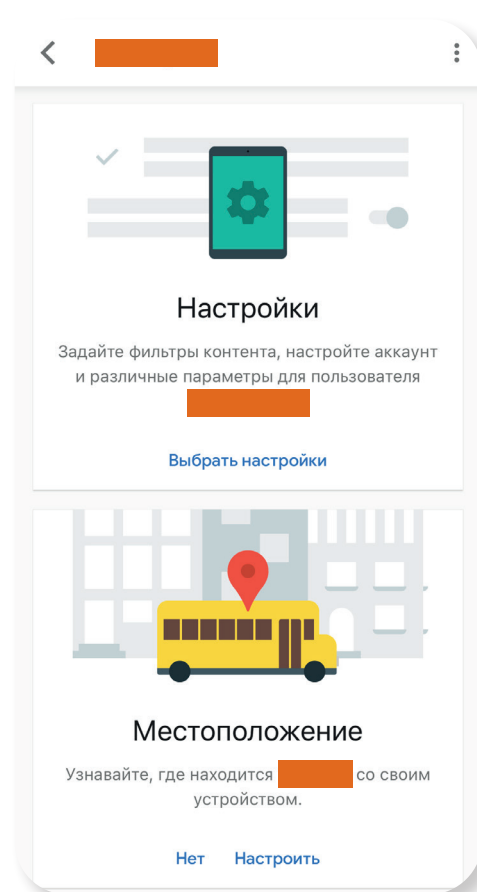 Настройки
Задайте фильтры контента, настройте аккаунт
и различные параметры для пользователя
Выбрать настройки
Местоположение
Узнавайте, где находится со своим
устройством.
Нет Настроить